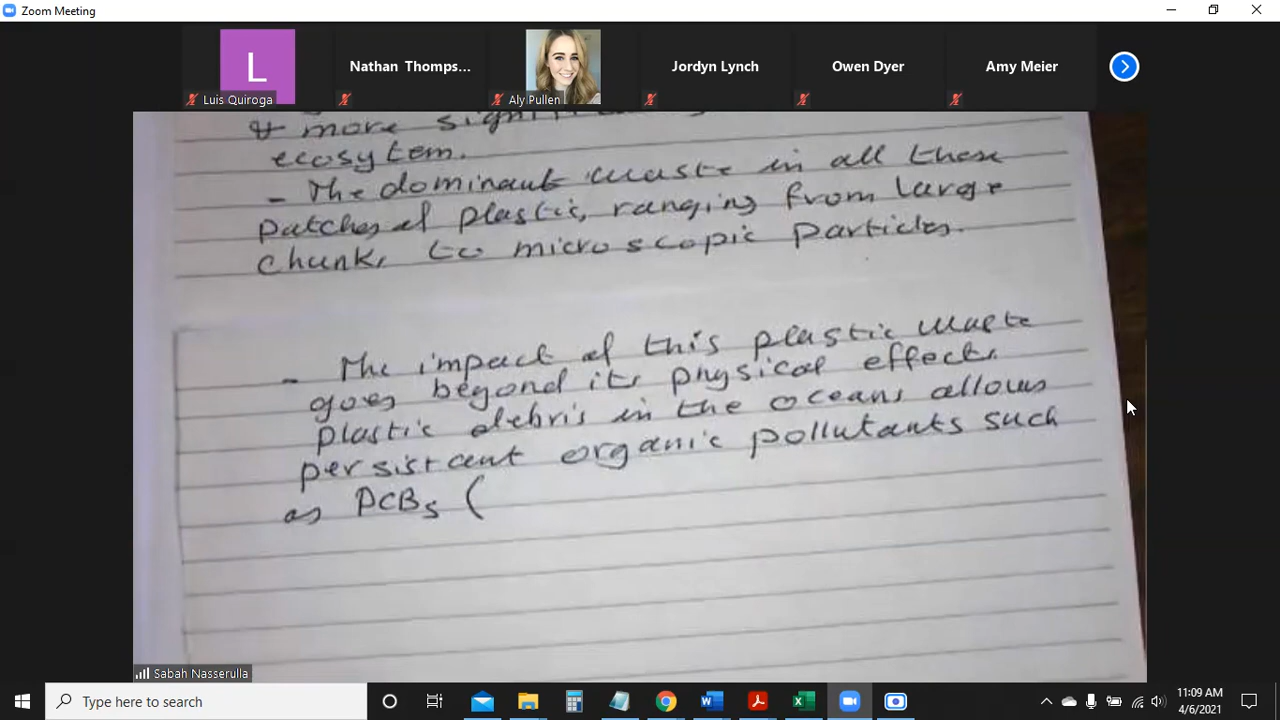 Zoom Meeting
L
Luis Quiroga
Nathan Thomps...
Aly Pullen
Jordyn Lynch
Owen Dyer
Amy Meier
& more
ecosytem.
- The dominant waste in all these
patches of plastic, ranging from large
chunks to microscopic particles.
- The impact of this plastic waste
goes beyond its physical effects
plastic debris in the oceans allows
persistent organic pollutants such
as PCBs (
Sabah Nasserulla
Type here to search
11:09 AM
4/6/2021